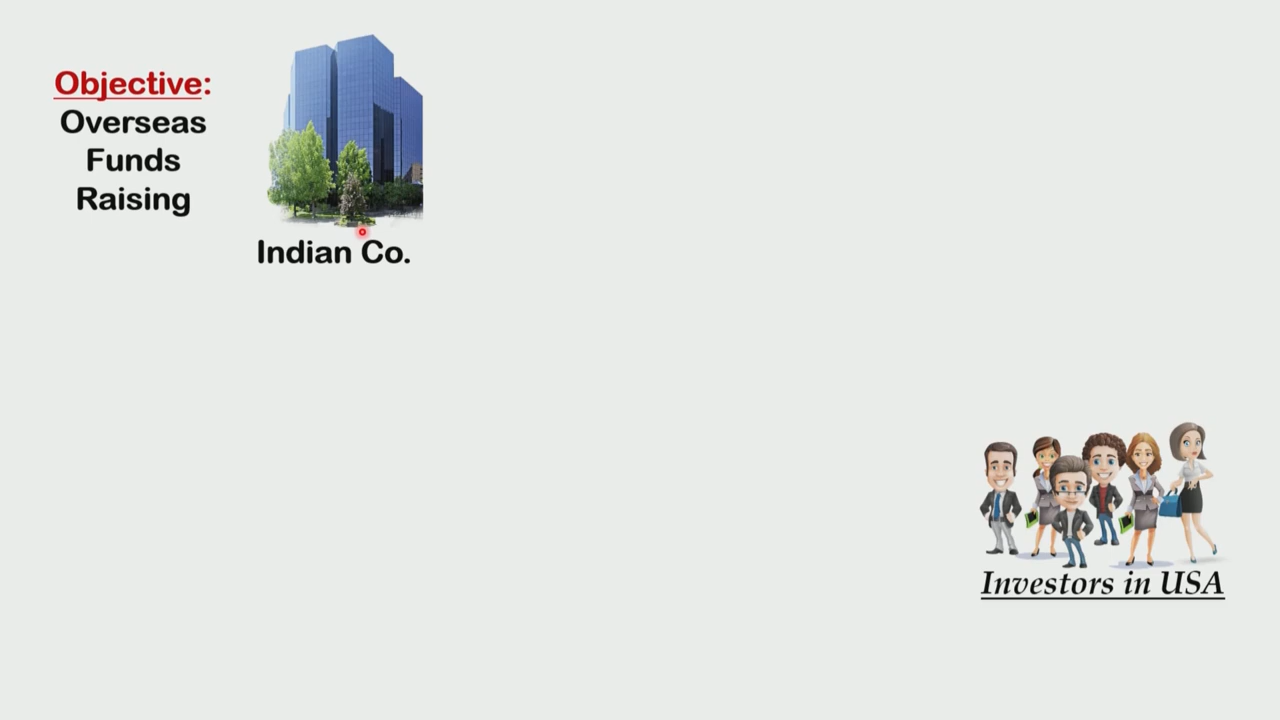 Objective:
Overseas
Funds
Raising
Indian Co.
Investors in USA